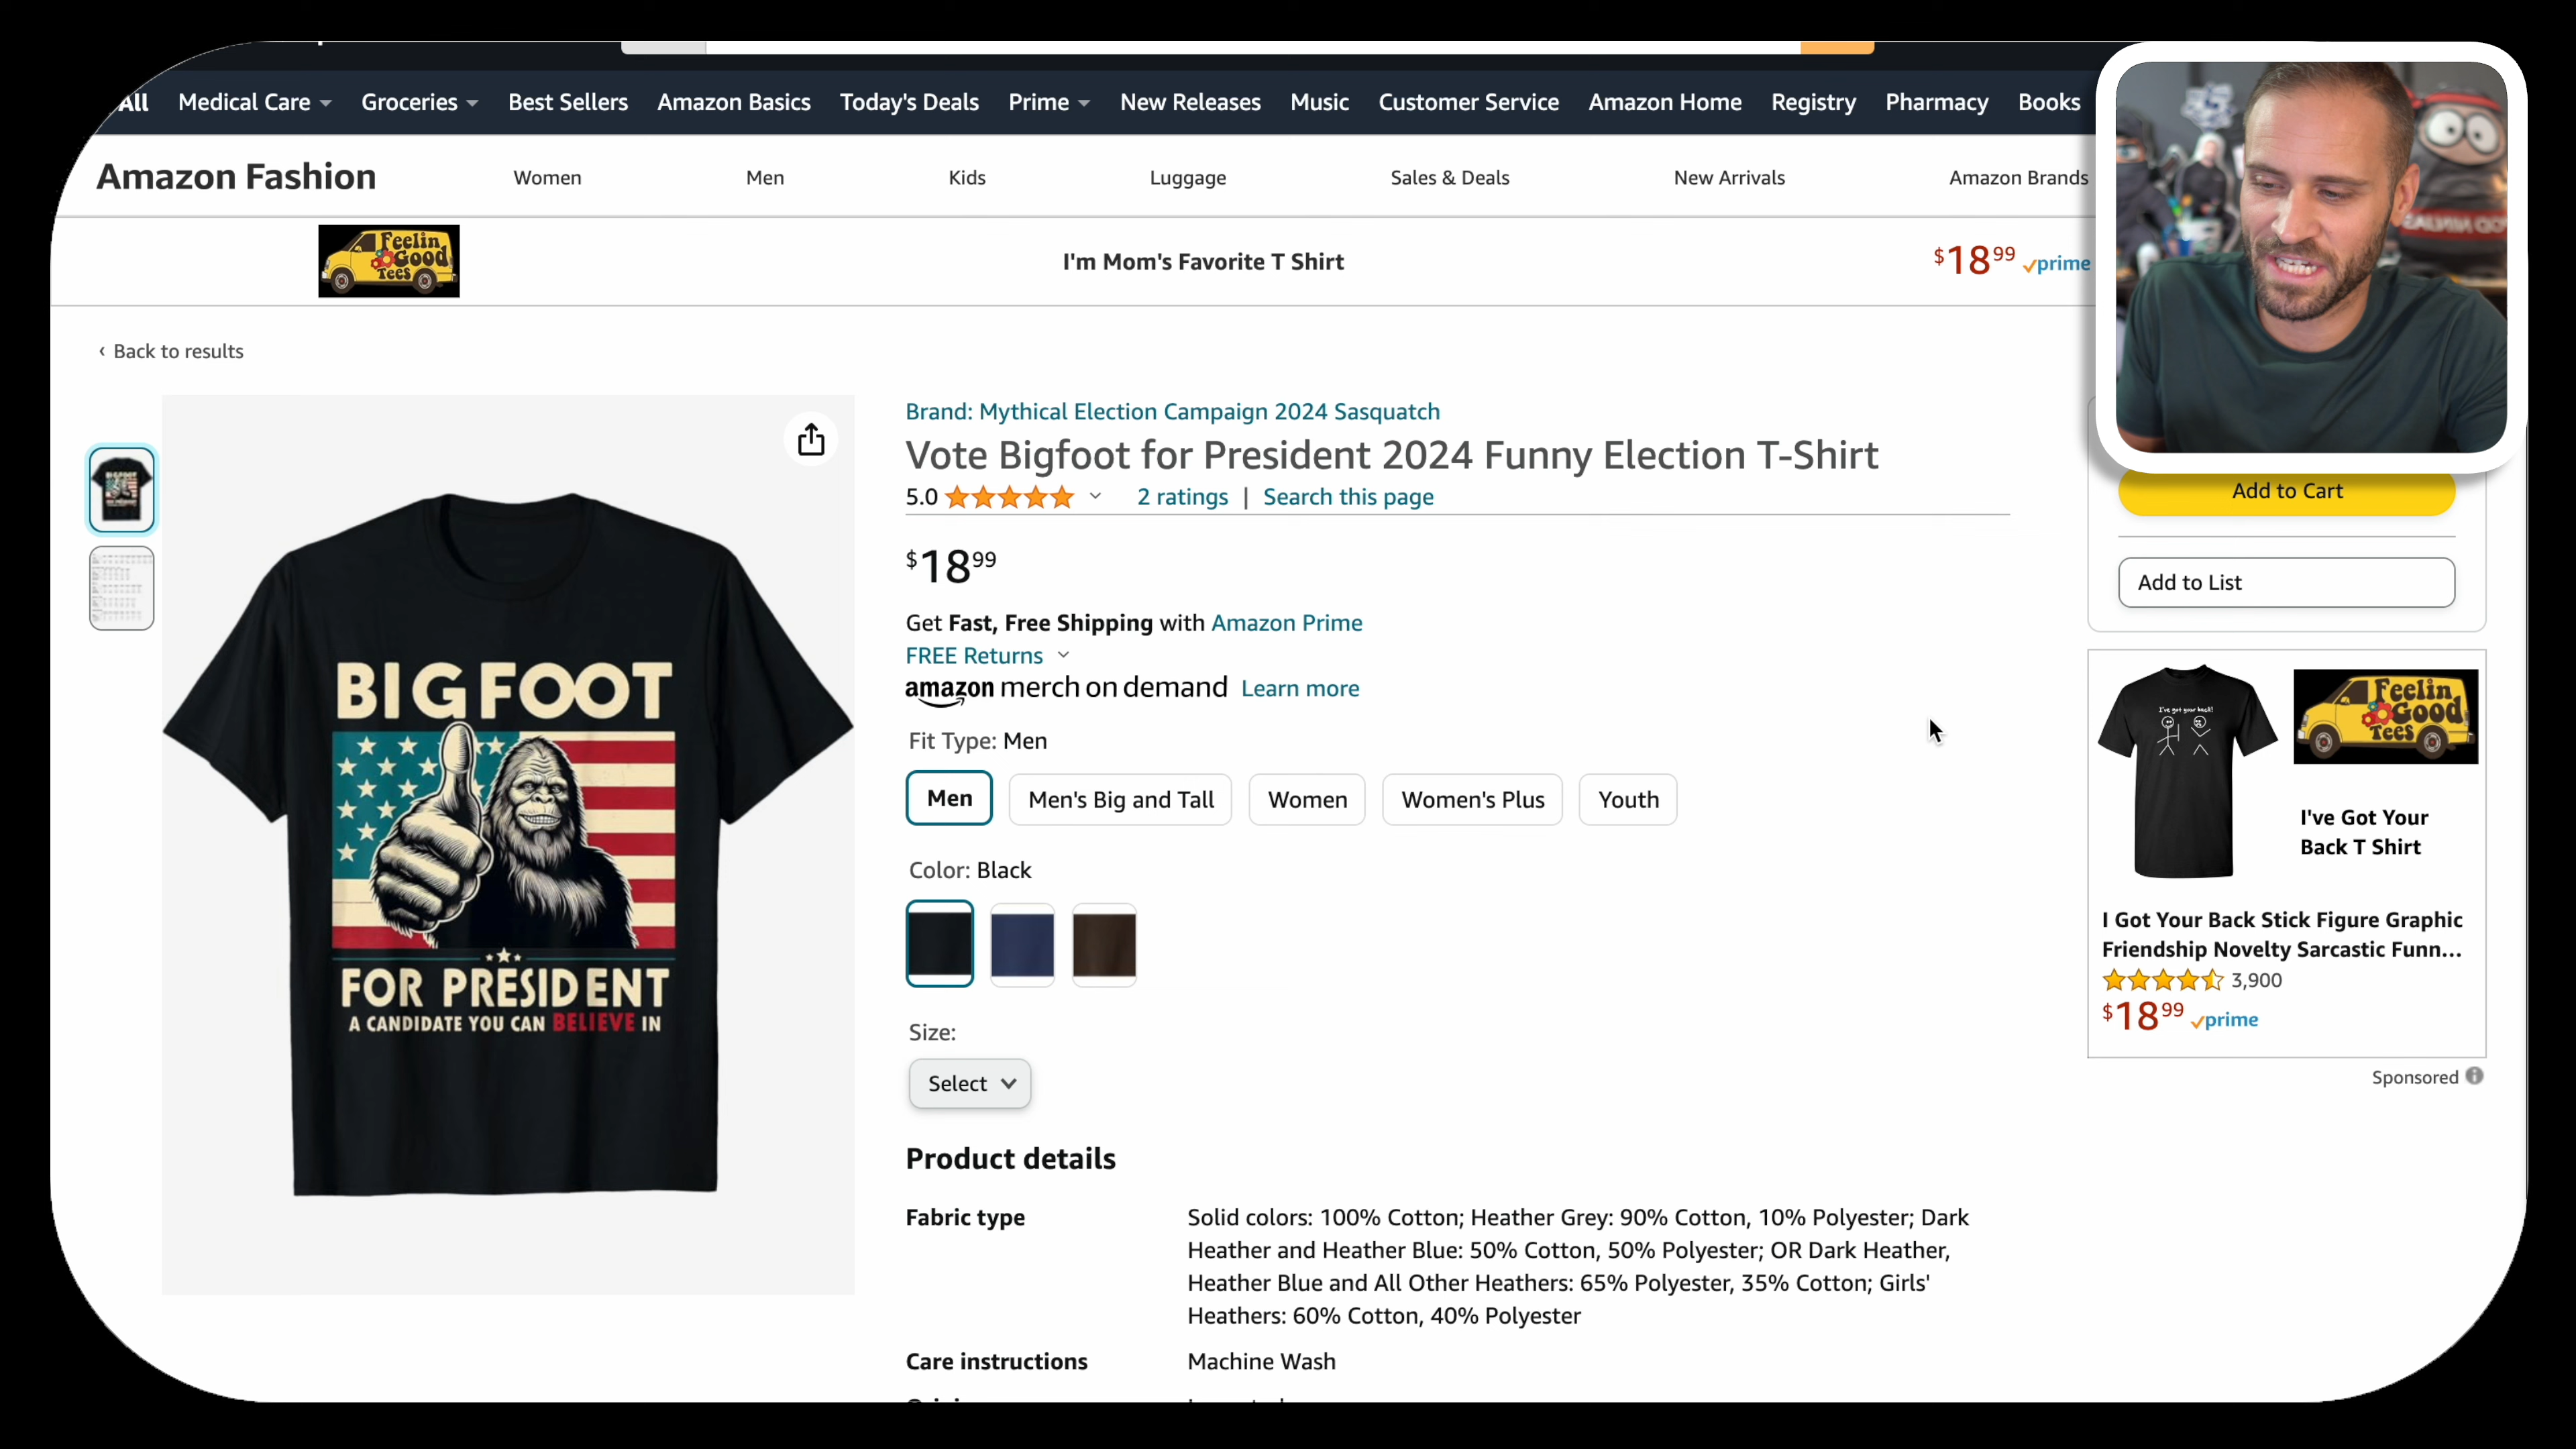 All Medical Care Groceries Best Sellers Amazon Basics Today's Deals Prime New Releases Music Customer Service Amazon Home Registry Pharmacy Books
Amazon Fashion Women Men Kids Luggage Sales & Deals New Arrivals Amazon Brands
Feelin
Good
Tees
I'm Mom's Favorite T Shirt
$18 99 prime
‹ Back to results
BIGFOOT
FOR PRESIDENT
A CANDIDATE YOU CAN BELIEVE IN
Brand: Mythical Election Campaign 2024 Sasquatch
Vote Bigfoot for President 2024 Funny Election T-Shirt
5.0 2 ratings | Search this page
$18 99
Get Fast, Free Shipping with Amazon Prime
FREE Returns
amazon merch on demand Learn more
Fit Type: Men
Men Men's Big and Tall Women Women's Plus Youth
Color: Black
Size:
Select
Product details
Fabric type Solid colors: 100% Cotton; Heather Grey: 90% Cotton, 10% Polyester; Dark
Heather and Heather Blue: 50% Cotton, 50% Polyester; OR Dark Heather,
Heather Blue and All Other Heathers: 65% Polyester, 35% Cotton; Girls'
Heathers: 60% Cotton, 40% Polyester
Care instructions Machine Wash
Add to Cart
Add to List
I've got your back!
Feelin
Good
Tees
I've Got Your
Back T Shirt
I Got Your Back Stick Figure Graphic
Friendship Novelty Sarcastic Funn...
3,900
$18 99 prime
Sponsored